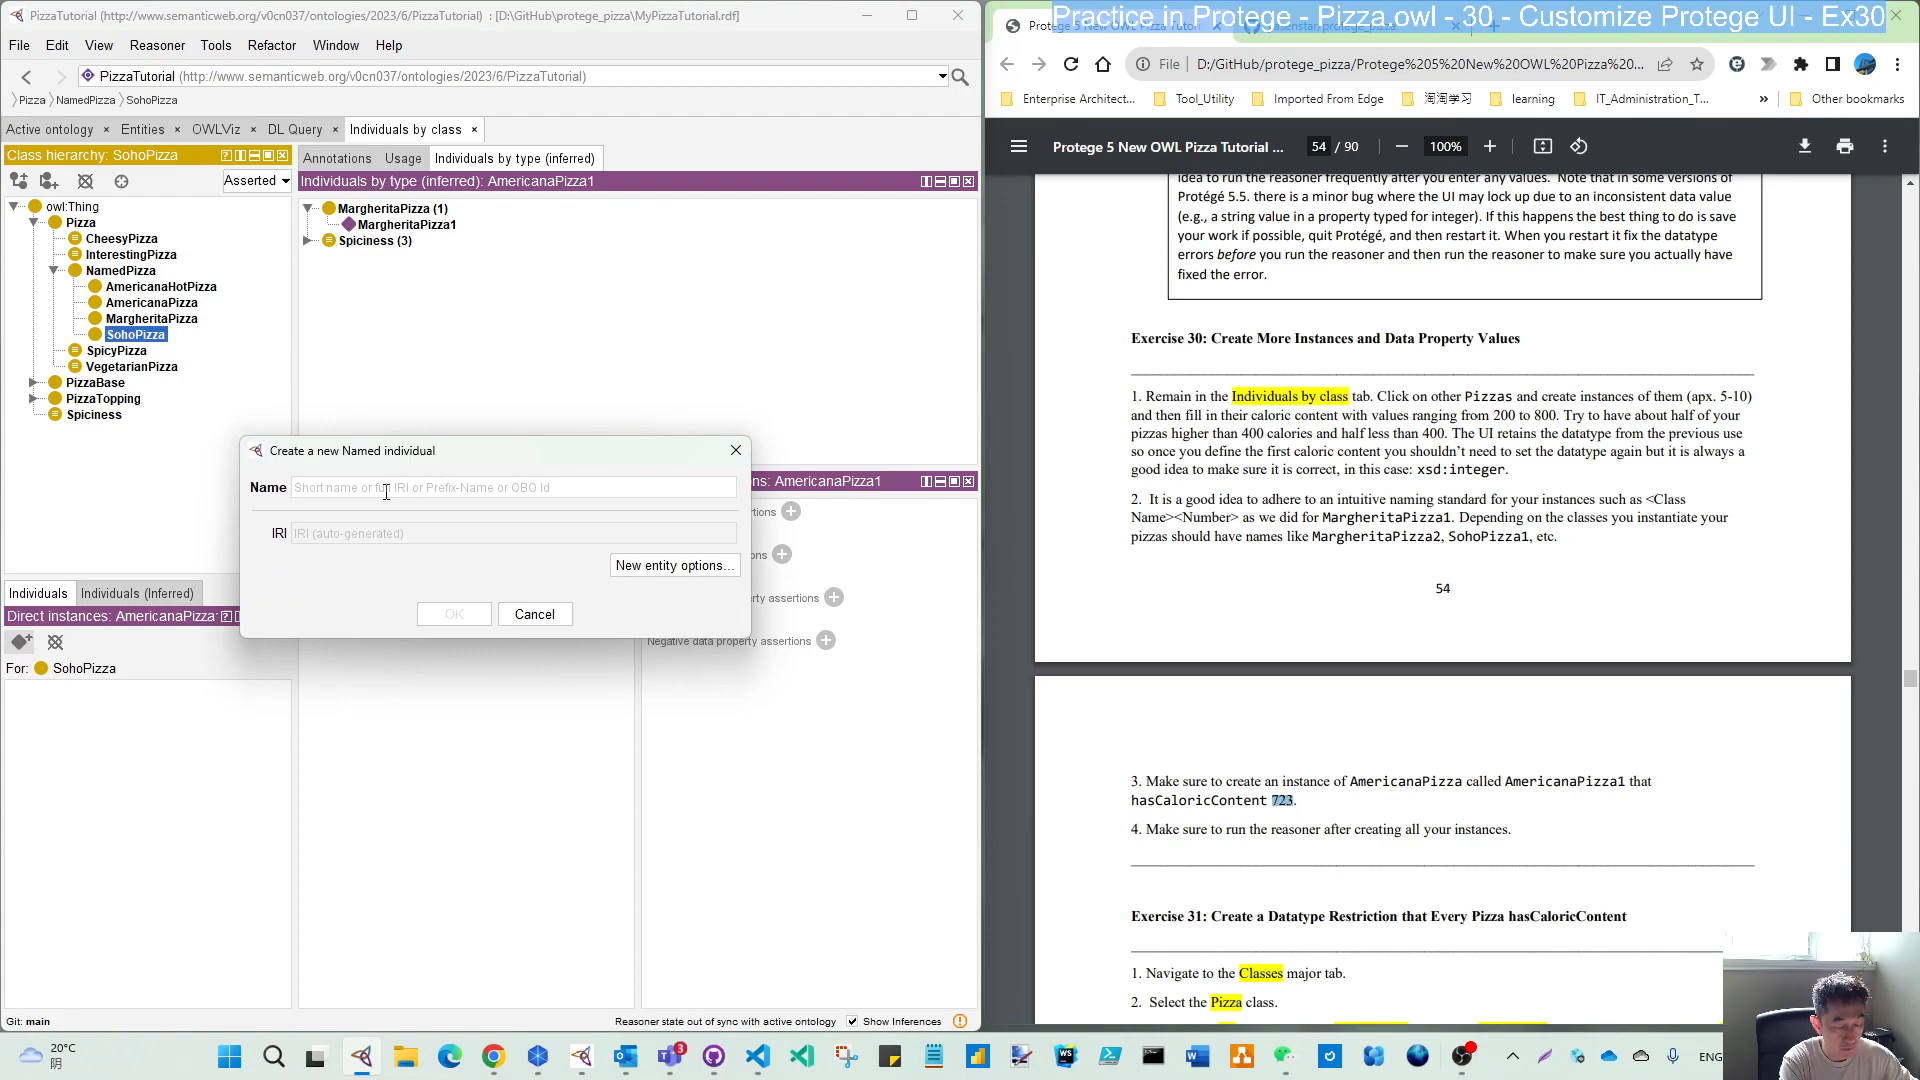 PizzaTutorial (http://www.semanticweb.org/v0cn037/ontologies/2023/6/PizzaTutorial) : [D:\GitHub\protege_pizza\MyPizzaTutorial.rdf]
File Edit View Reasoner Tools Refactor Window Help
PizzaTutorial (http://www.semanticweb.org/v0cn037/ontologies/2023/6/PizzaTutorial)
Pizza NamedPizza SohoPizza
Active ontology × Entities × OWLViz × DL Query × Individuals by class ×
Class hierarchy: SohoPizza
Asserted
owl:Thing
Pizza
CheesyPizza
InterestingPizza
NamedPizza
AmericanaHotPizza
AmericanaPizza
MargheritaPizza
SohoPizza
SpicyPizza
VegetarianPizza
PizzaBase
PizzaTopping
Spiciness
Annotations Usage Individuals by type (inferred)
Individuals by type (inferred): AmericanaPizza1
MargheritaPizza (1)
MargheritaPizza1
Spiciness (3)
Create a new Named individual
Name Short name or full IRI or Prefix-Name or OBO Id
IRI IRI (auto-generated)
New entity options...
OK Cancel
ns: AmericanaPizza1
tions
ons
rty assertions
Negative data property assertions
Individuals Individuals (Inferred)
Direct instances: AmericanaPizza
For: SohoPizza
Git: main
Reasoner state out of sync with active ontology Show Inferences
Practice in Protege - Pizza.owl - 30 - Customize Protege UI - Ex30
Protege 5 New OWL Pizza Tutori
File D:/GitHub/protege_pizza/Protege%205%20New%20OWL%20Pizza%20...
Enterprise Architect... Tool_Utility Imported From Edge 淘淘学习 learning IT_Administration_T... » Other bookmarks
Protege 5 New OWL Pizza Tutorial ... 54 / 90 100%
idea to run the reasoner frequently after you enter any values. Note that in some versions of
Protégé 5.5. there is a minor bug where the UI may lock up due to an inconsistent data value
(e.g., a string value in a property typed for integer). If this happens the best thing to do is save
your work if possible, quit Protégé, and then restart it. When you restart it fix the datatype
errors before you run the reasoner and then run the reasoner to make sure you actually have
fixed the error.
Exercise 30: Create More Instances and Data Property Values
1. Remain in the Individuals by class tab. Click on other Pizzas and create instances of them (apx. 5-10)
and then fill in their caloric content with values ranging from 200 to 800. Try to have about half of your
pizzas higher than 400 calories and half less than 400. The UI retains the datatype from the previous use
so once you define the first caloric content you shouldn't need to set the datatype again but it is always a
good idea to make sure it is correct, in this case: xsd:integer.
2. It is a good idea to adhere to an intuitive naming standard for your instances such as <Class
Name><Number> as we did for MargheritaPizza1. Depending on the classes you instantiate your
pizzas should have names like MargheritaPizza2, SohoPizza1, etc.
54
3. Make sure to create an instance of AmericanaPizza called AmericanaPizza1 that
hasCaloricContent 723.
4. Make sure to run the reasoner after creating all your instances.
Exercise 31: Create a Datatype Restriction that Every Pizza hasCaloricContent
1. Navigate to the Classes major tab.
2. Select the Pizza class.
20°C
阴
3
ENG